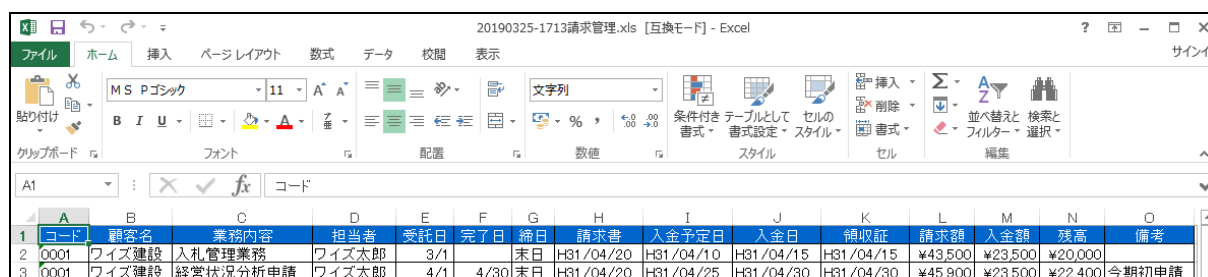 20190325-1713請求管理.xls [互換モード] - Excel
ファイル ホーム 挿入 ページ レイアウト 数式 データ 校閲 表示 サインイ
貼り付け MS Pゴシック 11 A A 文字列 条件付き テーブルとして セルの 挿入 Σ 並べ替えと 検索と
B I U A % 書式 書式設定 スタイル 削除 書式 フィルター 選択
クリップボード フォント 配置 数値 スタイル セル 編集
A1 fx コード
A B C D E F G H I J K L M N O
1 コード 顧客名 業務内容 担当者 受託日 完了日 締日 請求書 入金予定日 入金日 領収証 請求額 入金額 残高 備考
2 0001 ワイズ建設 入札管理業務 ワイズ太郎 3/1 末日 H31/04/20 H31/04/10 H31/04/15 H31/04/15 ¥43,500 ¥23,500 ¥20,000
3 0001 ワイズ建設 経営状況分析申請 ワイズ太郎 4/1 4/30 末日 H31/04/20 H31/04/25 H31/04/30 H31/04/30 ¥45,900 ¥23,500 ¥22,400 今期初申請